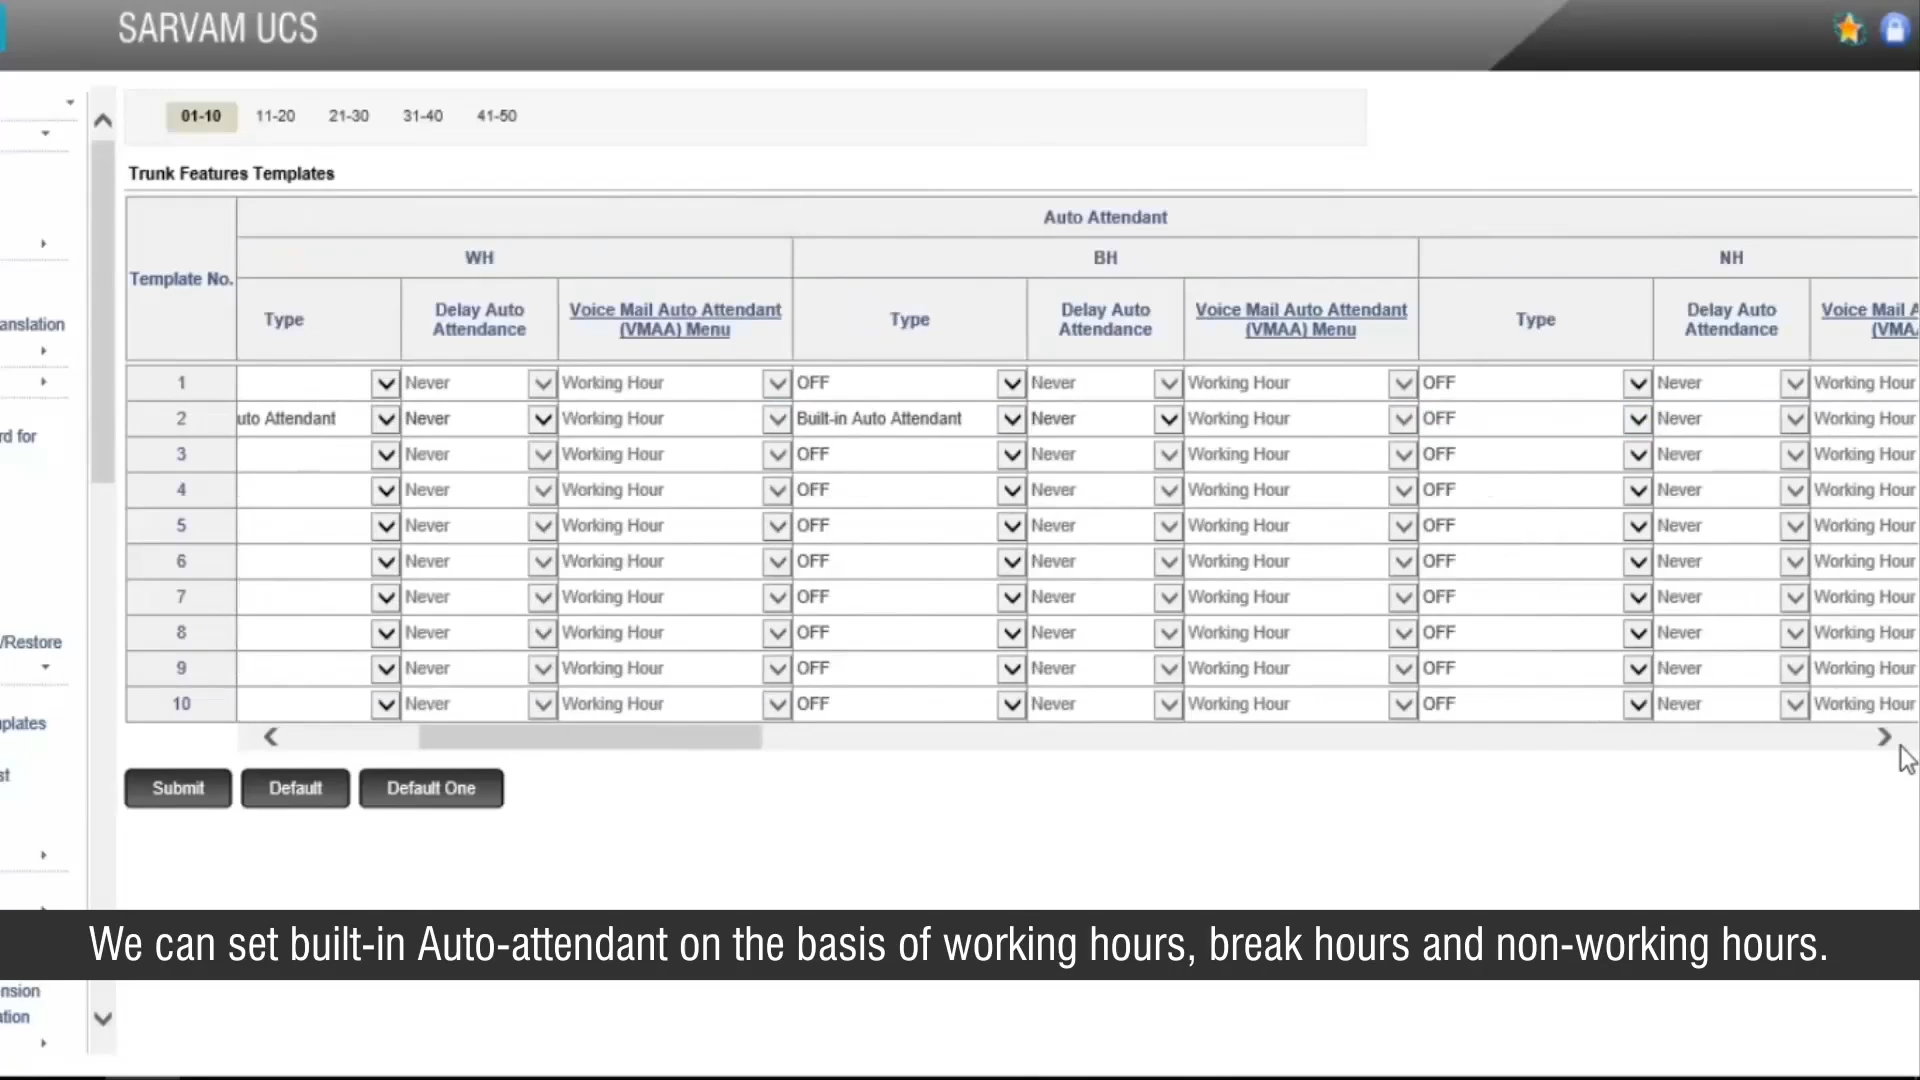 SARVAM UCS
01-10 11-20 21-30 31-40 41-50
Trunk Features Templates
Auto Attendant
WH BH NH
Template No.
Type Delay Auto Attendance Voice Mail Auto Attendant (VMAA) Menu Type Delay Auto Attendance Voice Mail Auto Attendant (VMAA) Menu Type Delay Auto Attendance Voice Mail A (VMA
1 Never Working Hour OFF Never Working Hour OFF Never Working Hour
2 uto Attendant Never Working Hour Built-in Auto Attendant Never Working Hour OFF Never Working Hour
3 Never Working Hour OFF Never Working Hour OFF Never Working Hour
4 Never Working Hour OFF Never Working Hour OFF Never Working Hour
5 Never Working Hour OFF Never Working Hour OFF Never Working Hour
6 Never Working Hour OFF Never Working Hour OFF Never Working Hour
7 Never Working Hour OFF Never Working Hour OFF Never Working Hour
8 Never Working Hour OFF Never Working Hour OFF Never Working Hour
9 Never Working Hour OFF Never Working Hour OFF Never Working Hour
10 Never Working Hour OFF Never Working Hour OFF Never Working Hour
Submit Default Default One
anslation
rd for
/Restore
nplates
st
We can set built-in Auto-attendant on the basis of working hours, break hours and non-working hours.
nsion
ation